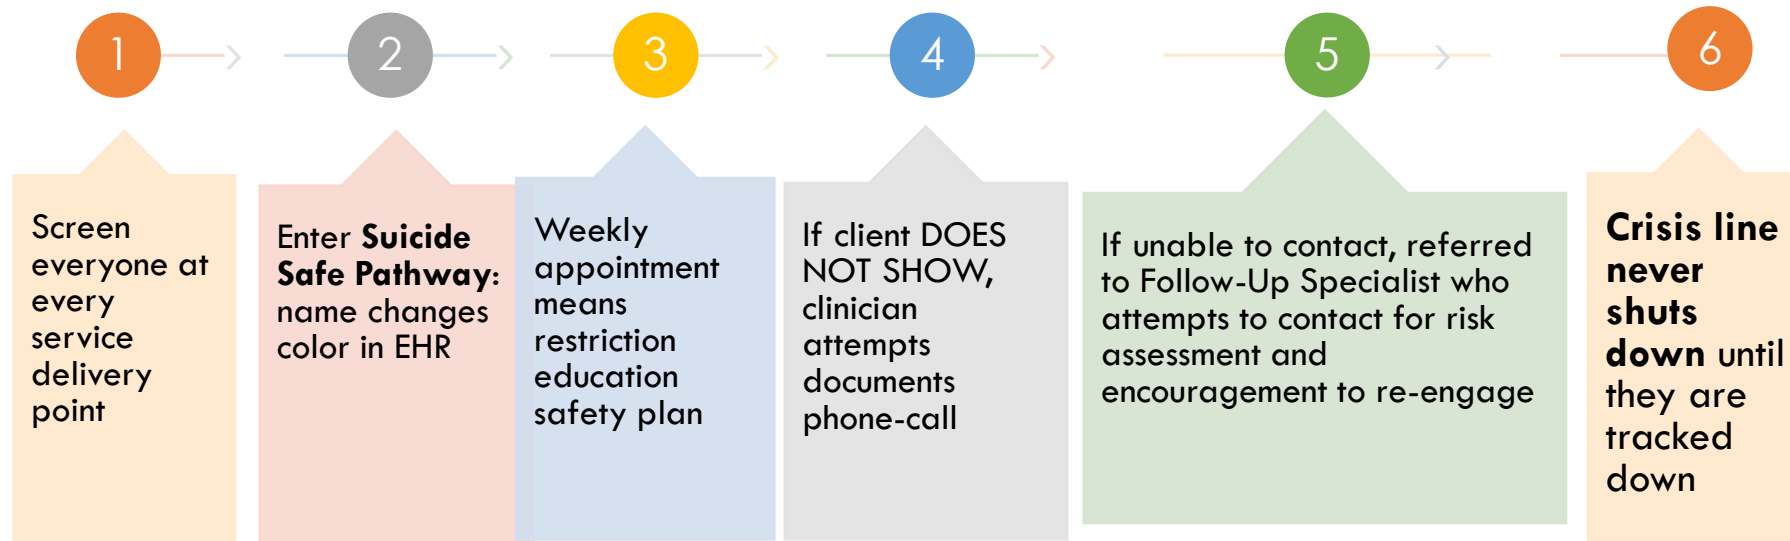 1
2
3
4
5
6
Screen
everyone at
every
service
delivery
point
Enter Suicide
Safe Pathway:
name changes
color in EHR
Weekly
appointment
means
restriction
education
safety plan
If client DOES
NOT SHOW,
clinician
attempts
documents
phone-call
If unable to contact, referred
to Follow-Up Specialist who
attempts to contact for risk
assessment and
encouragement to re-engage
Crisis line
never
shuts
down until
they are
tracked
down